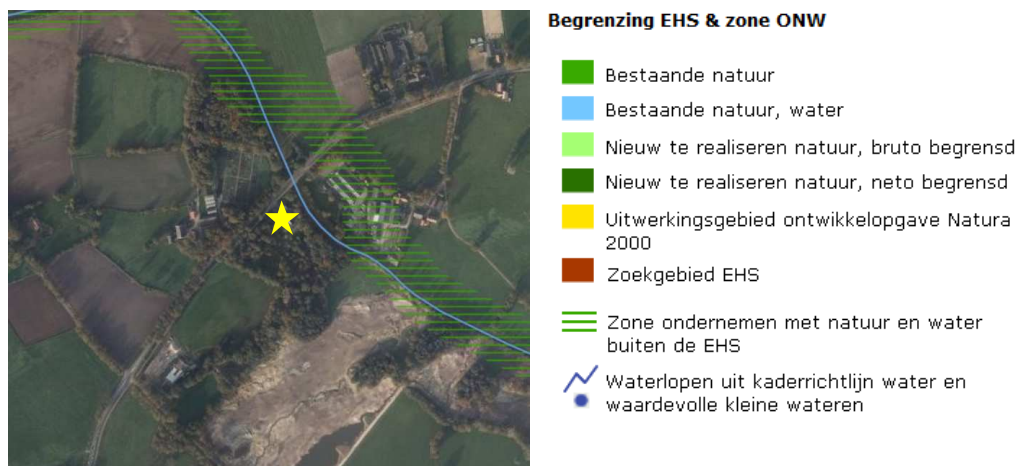 Begrenzing EHS & zone ONW
Bestaande natuur
Bestaande natuur, water
Nieuw te realiseren natuur, bruto begrensd
Nieuw te realiseren natuur, neto begrensd
Uitwerkingsgebied ontwikkelopgave Natura
2000
Zoekgebied EHS
Zone ondernemen met natuur en water
buiten de EHS
Waterlopen uit kaderrichtlijn water en
waardevolle kleine wateren